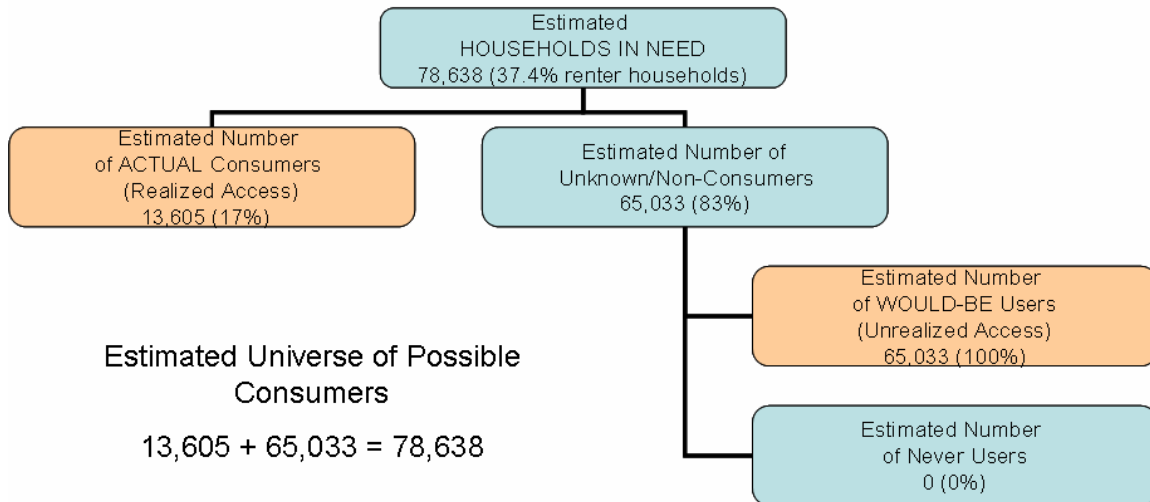 Estimated
HOUSEHOLDS IN NEED
78,638 (37.4% renter households)
Estimated Number
of ACTUAL Consumers
(Realized Access)
13,605 (17%)
Estimated Number of
Unknown/Non-Consumers
65,033 (83%)
Estimated Number
of WOULD-BE Users
(Unrealized Access)
65,033 (100%)
Estimated Universe of Possible
Consumers
13,605 + 65,033 = 78,638
Estimated Number
of Never Users
0 (0%)